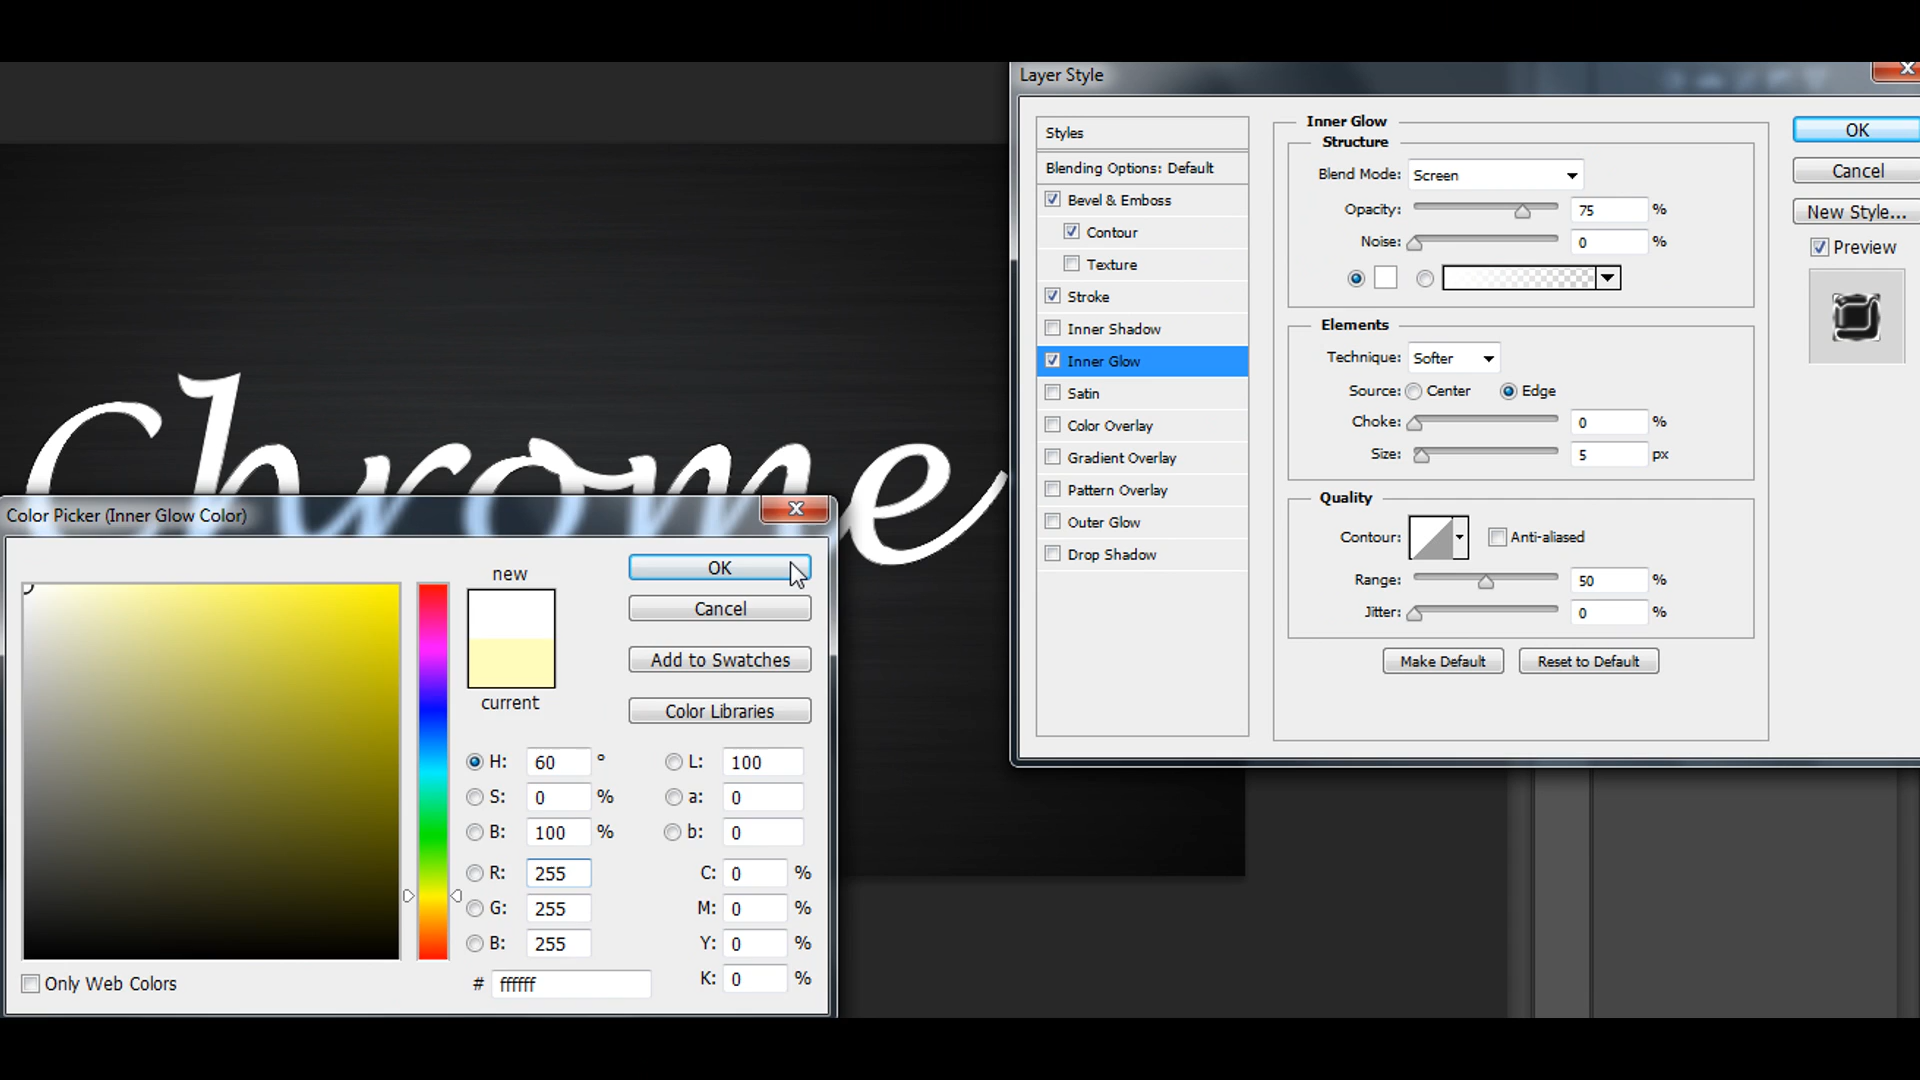 Layer Style
Styles
Blending Options: Default
Bevel & Emboss
Contour
Texture
Stroke
Inner Shadow
Inner Glow
Satin
Color Overlay
Gradient Overlay
Pattern Overlay
Outer Glow
Drop Shadow
Inner Glow
Structure
Blend Mode: Screen
Opacity: 75 %
Noise: 0 %
Elements
Technique: Softer
Source: Center Edge
Choke: 0 %
Size: 5 px
Quality
Contour: Anti-aliased
Range: 50 %
Jitter: 0 %
Make Default Reset to Default
OK
Cancel
New Style...
Preview
Chrome
Color Picker (Inner Glow Color)
new
current
OK
Cancel
Add to Swatches
Color Libraries
H: 60 ° L: 100
S: 0 % a: 0
B: 100 % b: 0
R: 255 C: 0 %
G: 255 M: 0 %
B: 255 Y: 0 %
# ffffff K: 0 %
Only Web Colors